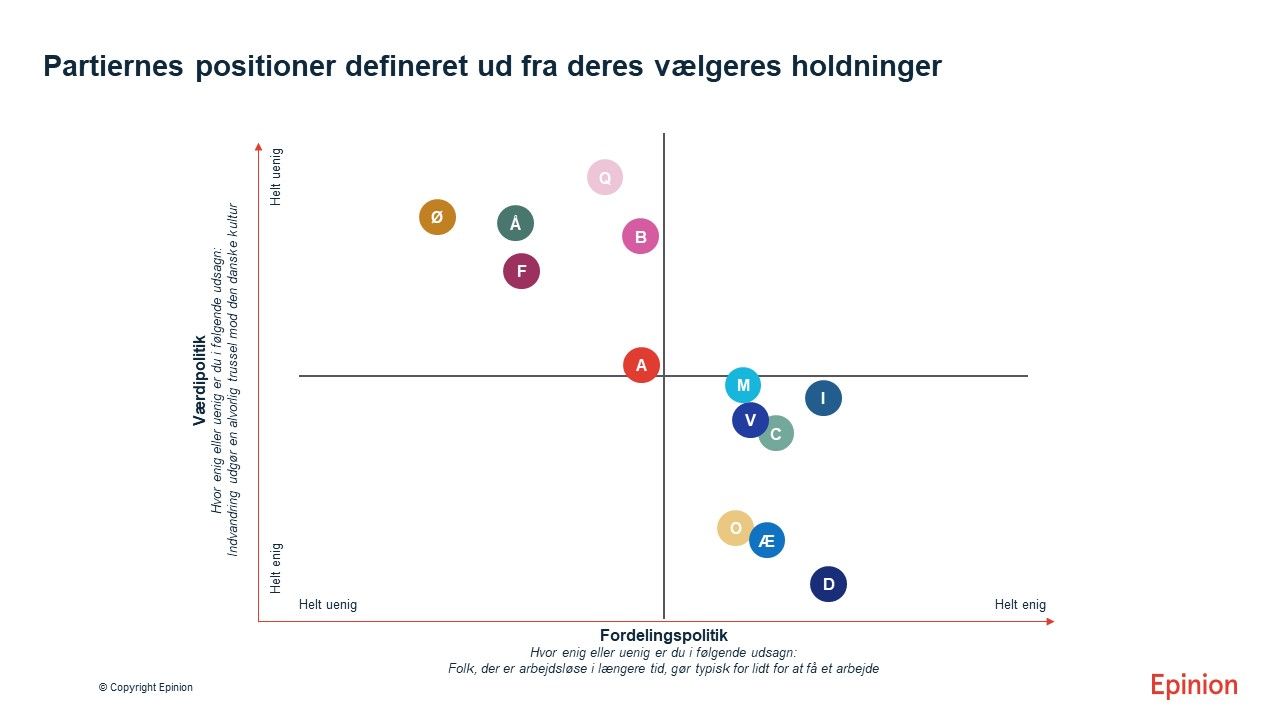 Partiernes positioner defineret ud fra deres vælgeres holdninger
Helt uenig
Værdipolitik
Hvor enig eller uenig er du i følgende udsagn:
Indvandring udgør en alvorlig trussel mod den danske kultur
Helt enig
Q
Ø
Å
B
F
A
M
I
V
C
O
Æ
D
Helt uenig
Helt enig
Fordelingspolitik
Hvor enig eller uenig er du i følgende udsagn:
Folk, der er arbejdsløse i længere tid, gør typisk for lidt for at få et arbejde
© Copyright Epinion
Epinion